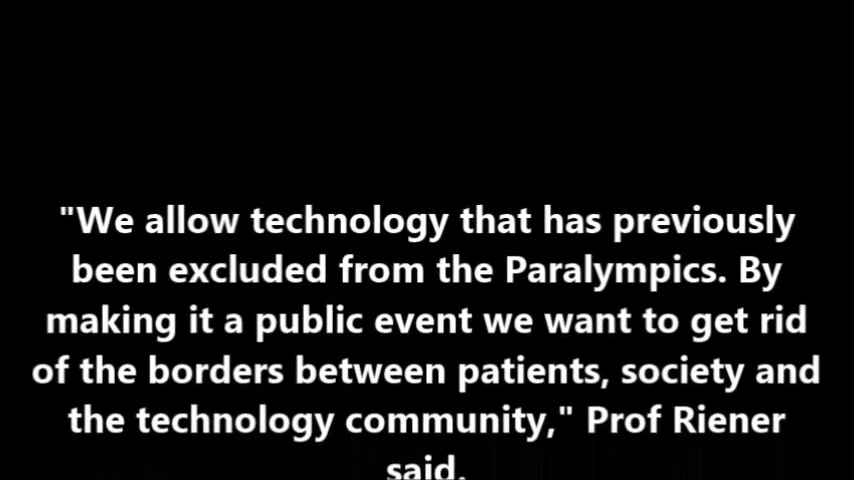 "We allow technology that has previously
been excluded from the Paralympics. By
making it a public event we want to get rid
of the borders between patients, society and
the technology community," Prof Riener
said.